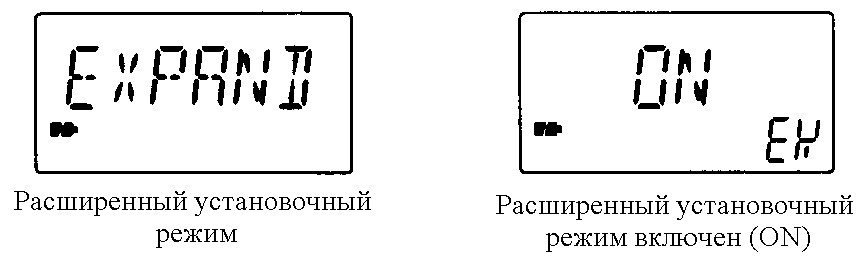 EXPAND
Расширенный установочный
режим
ON
EX
Расширенный установочный
режим включен (ON)